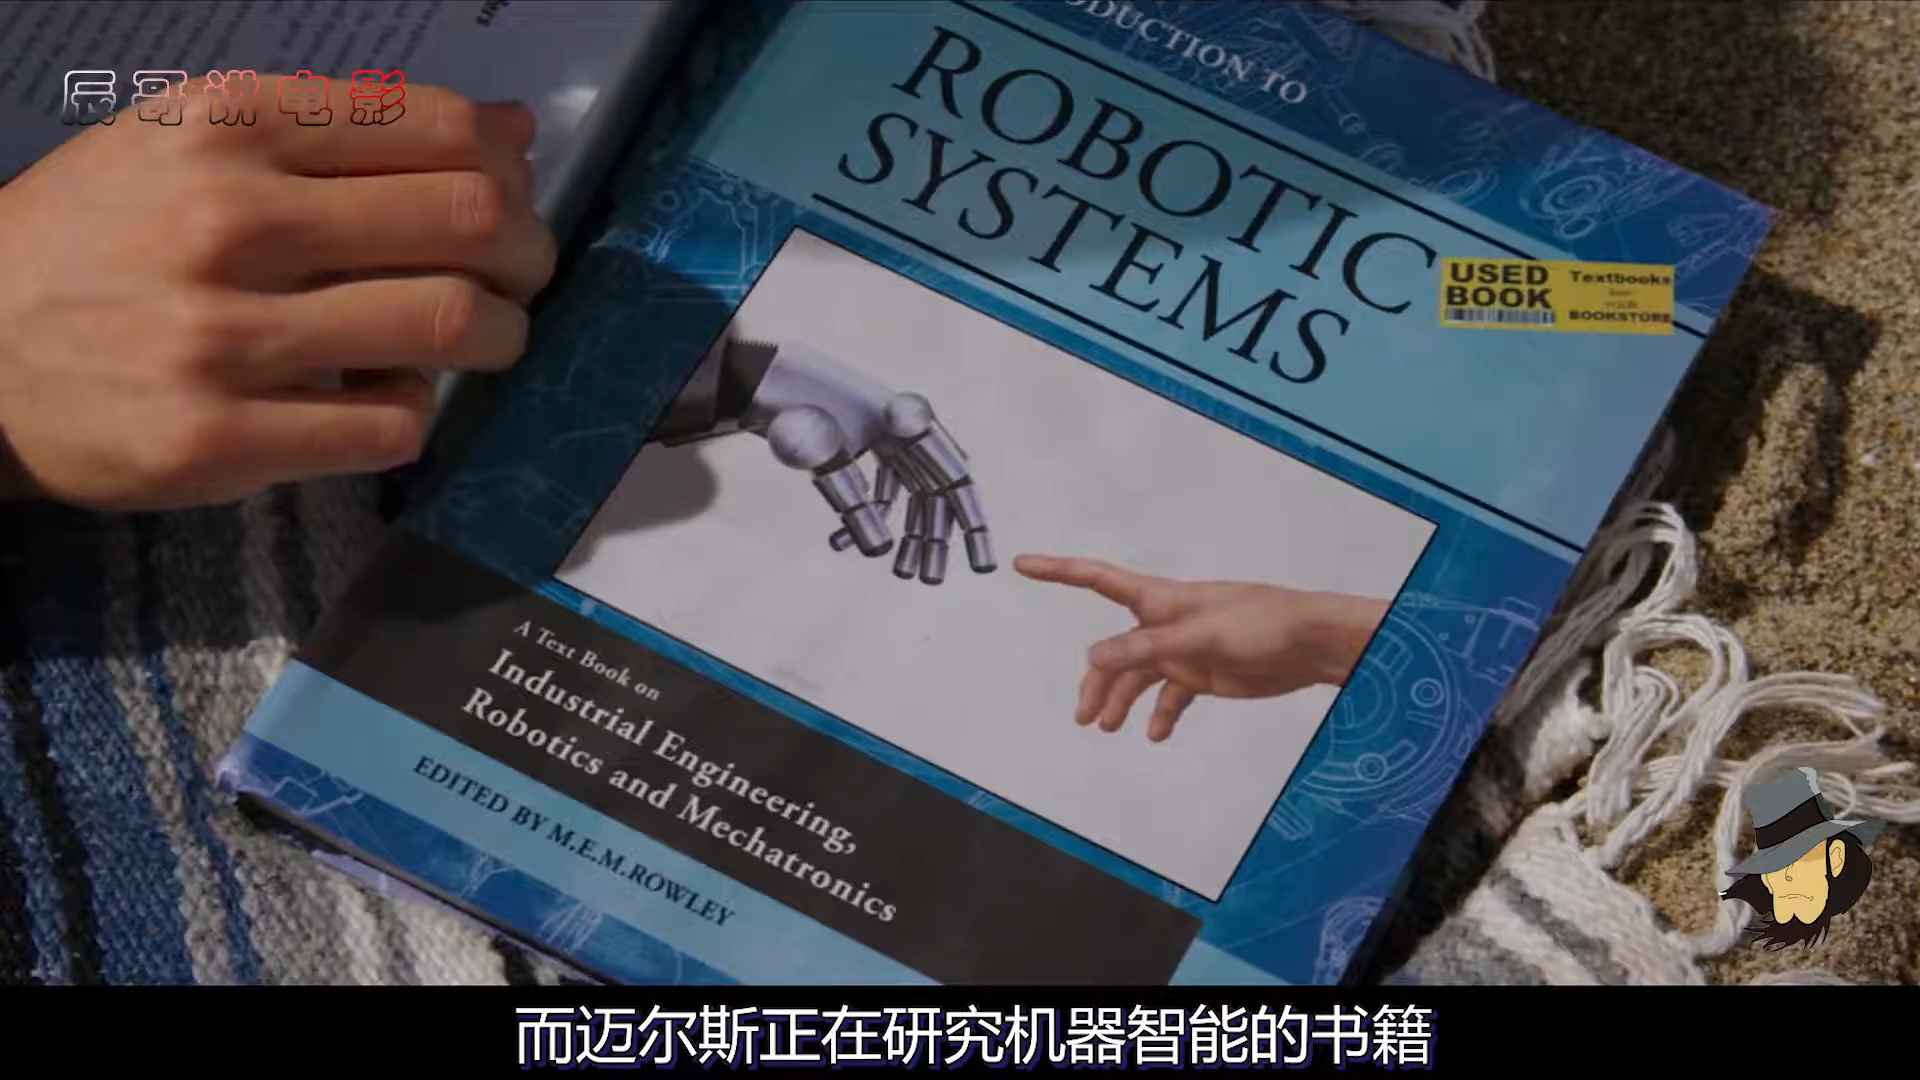 辰哥讲电影
DUCTION TO
ROBOTIC
SYSTEMS
USED
BOOK
Textbooks
YOUR
BOOKSTORE
A Text Book on
Industrial Engineering,
Robotics and Mechatronics
EDITED BY M.E.M.ROWLEY
而迈尔斯正在研究机器智能的书籍